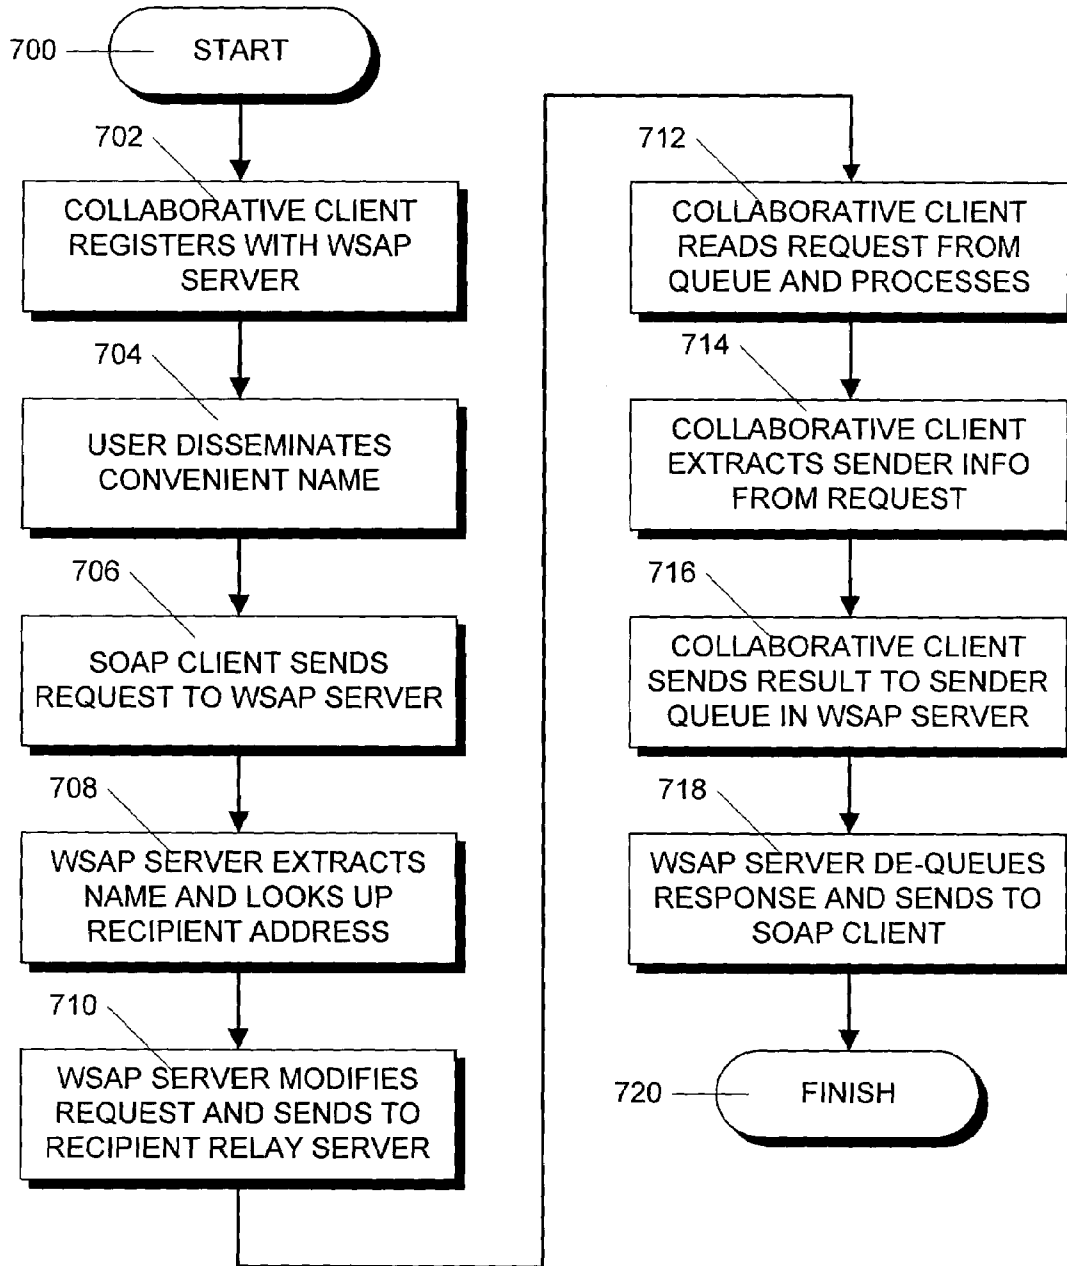 700
START
702
COLLABORATIVE CLIENT
REGISTERS WITH WSAP
SERVER
704
USER DISSEMINATES
CONVENIENT NAME
706
SOAP CLIENT SENDS
REQUEST TO WSAP SERVER
708
WSAP SERVER EXTRACTS
NAME AND LOOKS UP
RECIPIENT ADDRESS
710
WSAP SERVER MODIFIES
REQUEST AND SENDS TO
RECIPIENT RELAY SERVER
712
COLLABORATIVE CLIENT
READS REQUEST FROM
QUEUE AND PROCESSES
714
COLLABORATIVE CLIENT
EXTRACTS SENDER INFO
FROM REQUEST
716
COLLABORATIVE CLIENT
SENDS RESULT TO SENDER
QUEUE IN WSAP SERVER
718
WSAP SERVER DE-QUEUES
RESPONSE AND SENDS TO
SOAP CLIENT
720
FINISH